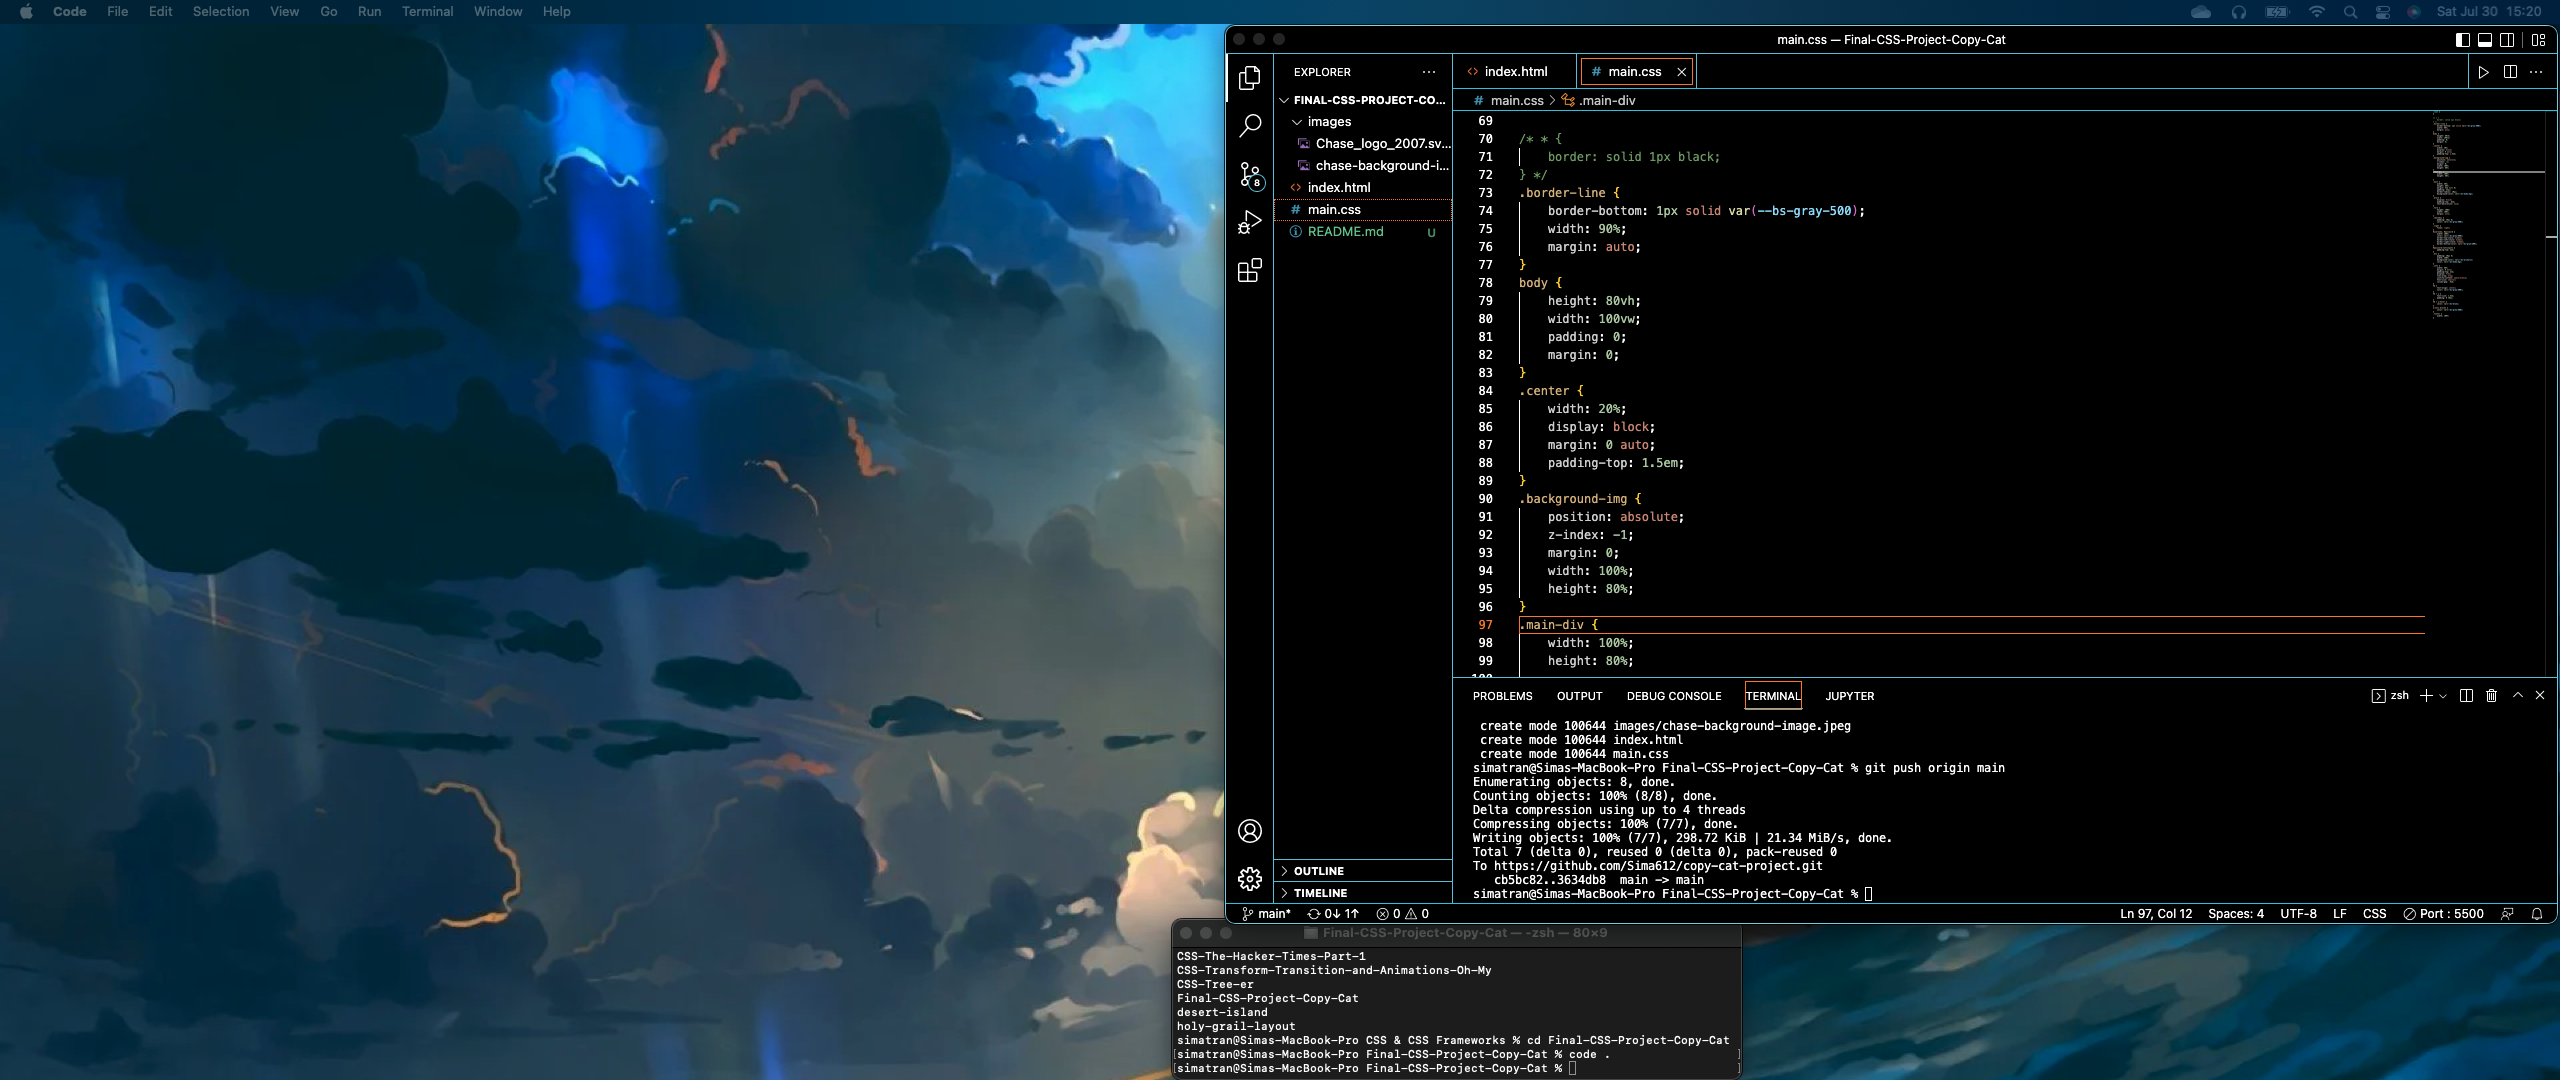 Code File Edit Selection View Go Run Terminal Window Help
Sat Jul 30 15:20
main.css — Final-CSS-Project-Copy-Cat
EXPLORER
FINAL-CSS-PROJECT-CO...
images
Chase_logo_2007.sv...
chase-background-i...
index.html
main.css
README.md U
8
OUTLINE
TIMELINE
index.html
main.css
main.css > .main-div
69
70 /* * {
71 border: solid 1px black;
72 } */
73 .border-line {
74 border-bottom: 1px solid var(--bs-gray-500);
75 width: 90%;
76 margin: auto;
77 }
78 body {
79 height: 80vh;
80 width: 100vw;
81 padding: 0;
82 margin: 0;
83 }
84 .center {
85 width: 20%;
86 display: block;
87 margin: 0 auto;
88 padding-top: 1.5em;
89 }
90 .background-img {
91 position: absolute;
92 z-index: -1;
93 margin: 0;
94 width: 100%;
95 height: 80%;
96 }
97 .main-div {
98 width: 100%;
99 height: 80%;
PROBLEMS OUTPUT DEBUG CONSOLE TERMINAL JUPYTER
zsh
create mode 100644 images/chase-background-image.jpeg
create mode 100644 index.html
create mode 100644 main.css
simatran@Simas-MacBook-Pro Final-CSS-Project-Copy-Cat % git push origin main
Enumerating objects: 8, done.
Counting objects: 100% (8/8), done.
Delta compression using up to 4 threads
Compressing objects: 100% (7/7), done.
Writing objects: 100% (7/7), 298.72 KiB | 21.34 MiB/s, done.
Total 7 (delta 0), reused 0 (delta 0), pack-reused 0
To https://github.com/Sima612/copy-cat-project.git
cb5bc82..3634db8 main -> main
simatran@Simas-MacBook-Pro Final-CSS-Project-Copy-Cat %
main* 0↓ 1↑ 0 0
Ln 97, Col 12 Spaces: 4 UTF-8 LF CSS Port : 5500
Final-CSS-Project-Copy-Cat — -zsh — 80×9
CSS-The-Hacker-Times-Part-1
CSS-Transform-Transition-and-Animations-Oh-My
CSS-Tree-er
Final-CSS-Project-Copy-Cat
desert-island
holy-grail-layout
simatran@Simas-MacBook-Pro CSS & CSS Frameworks % cd Final-CSS-Project-Copy-Cat
[simatran@Simas-MacBook-Pro Final-CSS-Project-Copy-Cat % code . ]
[simatran@Simas-MacBook-Pro Final-CSS-Project-Copy-Cat % ]